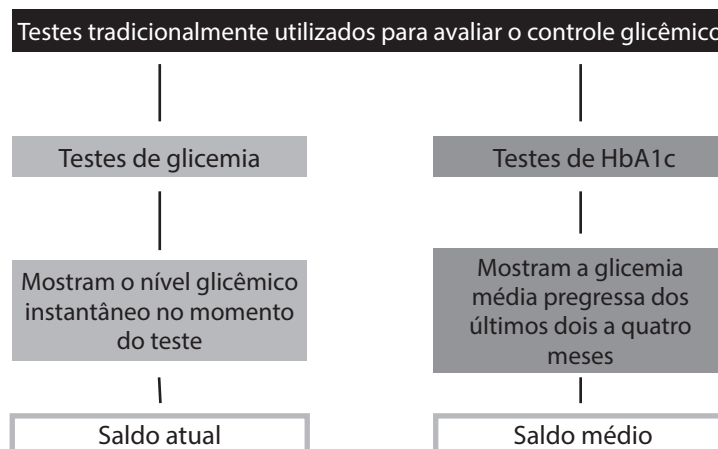 Testes tradicionalmente utilizados para avaliar o controle glicêmico
Testes de glicemia
Testes de HbA1c
Mostram o nível glicêmico
instantâneo no momento
do teste
Mostram a glicemia
média pregressa dos
últimos dois a quatro
meses
Saldo atual
Saldo médio